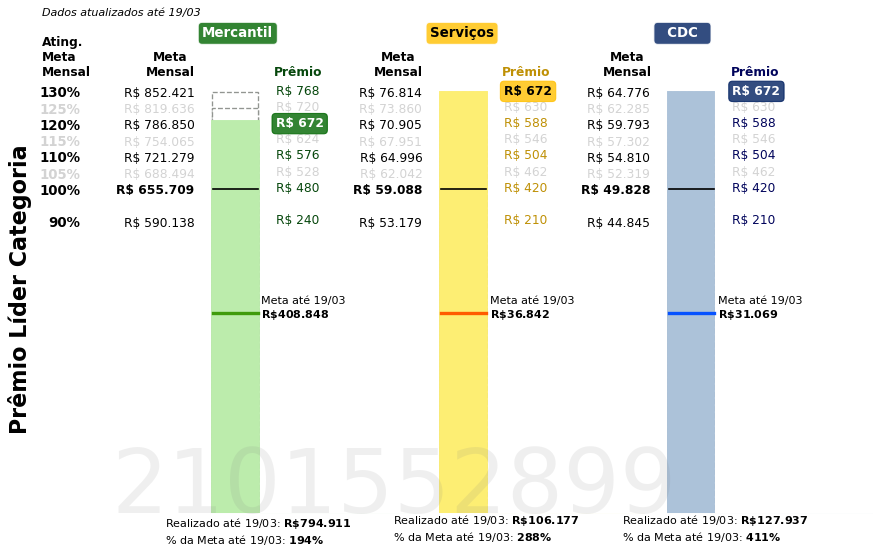 Dados atualizados até 19/03
Mercantil Serviços CDC
Ating.
Meta
Mensal
Meta
Mensal
Prêmio
Meta
Mensal
Prêmio
Meta
Mensal
Prêmio
130% R$ 852.421 R$ 768 R$ 76.814 R$ 672 R$ 64.776 R$ 672
125% R$ 819.636 R$ 720 R$ 73.860 R$ 630 R$ 62.285 R$ 630
120% R$ 786.850 R$ 672 R$ 70.905 R$ 588 R$ 59.793 R$ 588
115% R$ 754.065 R$ 624 R$ 67.951 R$ 546 R$ 57.302 R$ 546
110% R$ 721.279 R$ 576 R$ 64.996 R$ 504 R$ 54.810 R$ 504
105% R$ 688.494 R$ 528 R$ 62.042 R$ 462 R$ 52.319 R$ 462
100% R$ 655.709 R$ 480 R$ 59.088 R$ 420 R$ 49.828 R$ 420
90% R$ 590.138 R$ 240 R$ 53.179 R$ 210 R$ 44.845 R$ 210
Prêmio Líder Categoria
Meta até 19/03
R$408.848
Meta até 19/03
R$36.842
Meta até 19/03
R$31.069
2101552899
Realizado até 19/03: R$794.911
% da Meta até 19/03: 194%
Realizado até 19/03: R$106.177
% da Meta até 19/03: 288%
Realizado até 19/03: R$127.937
% da Meta até 19/03: 411%